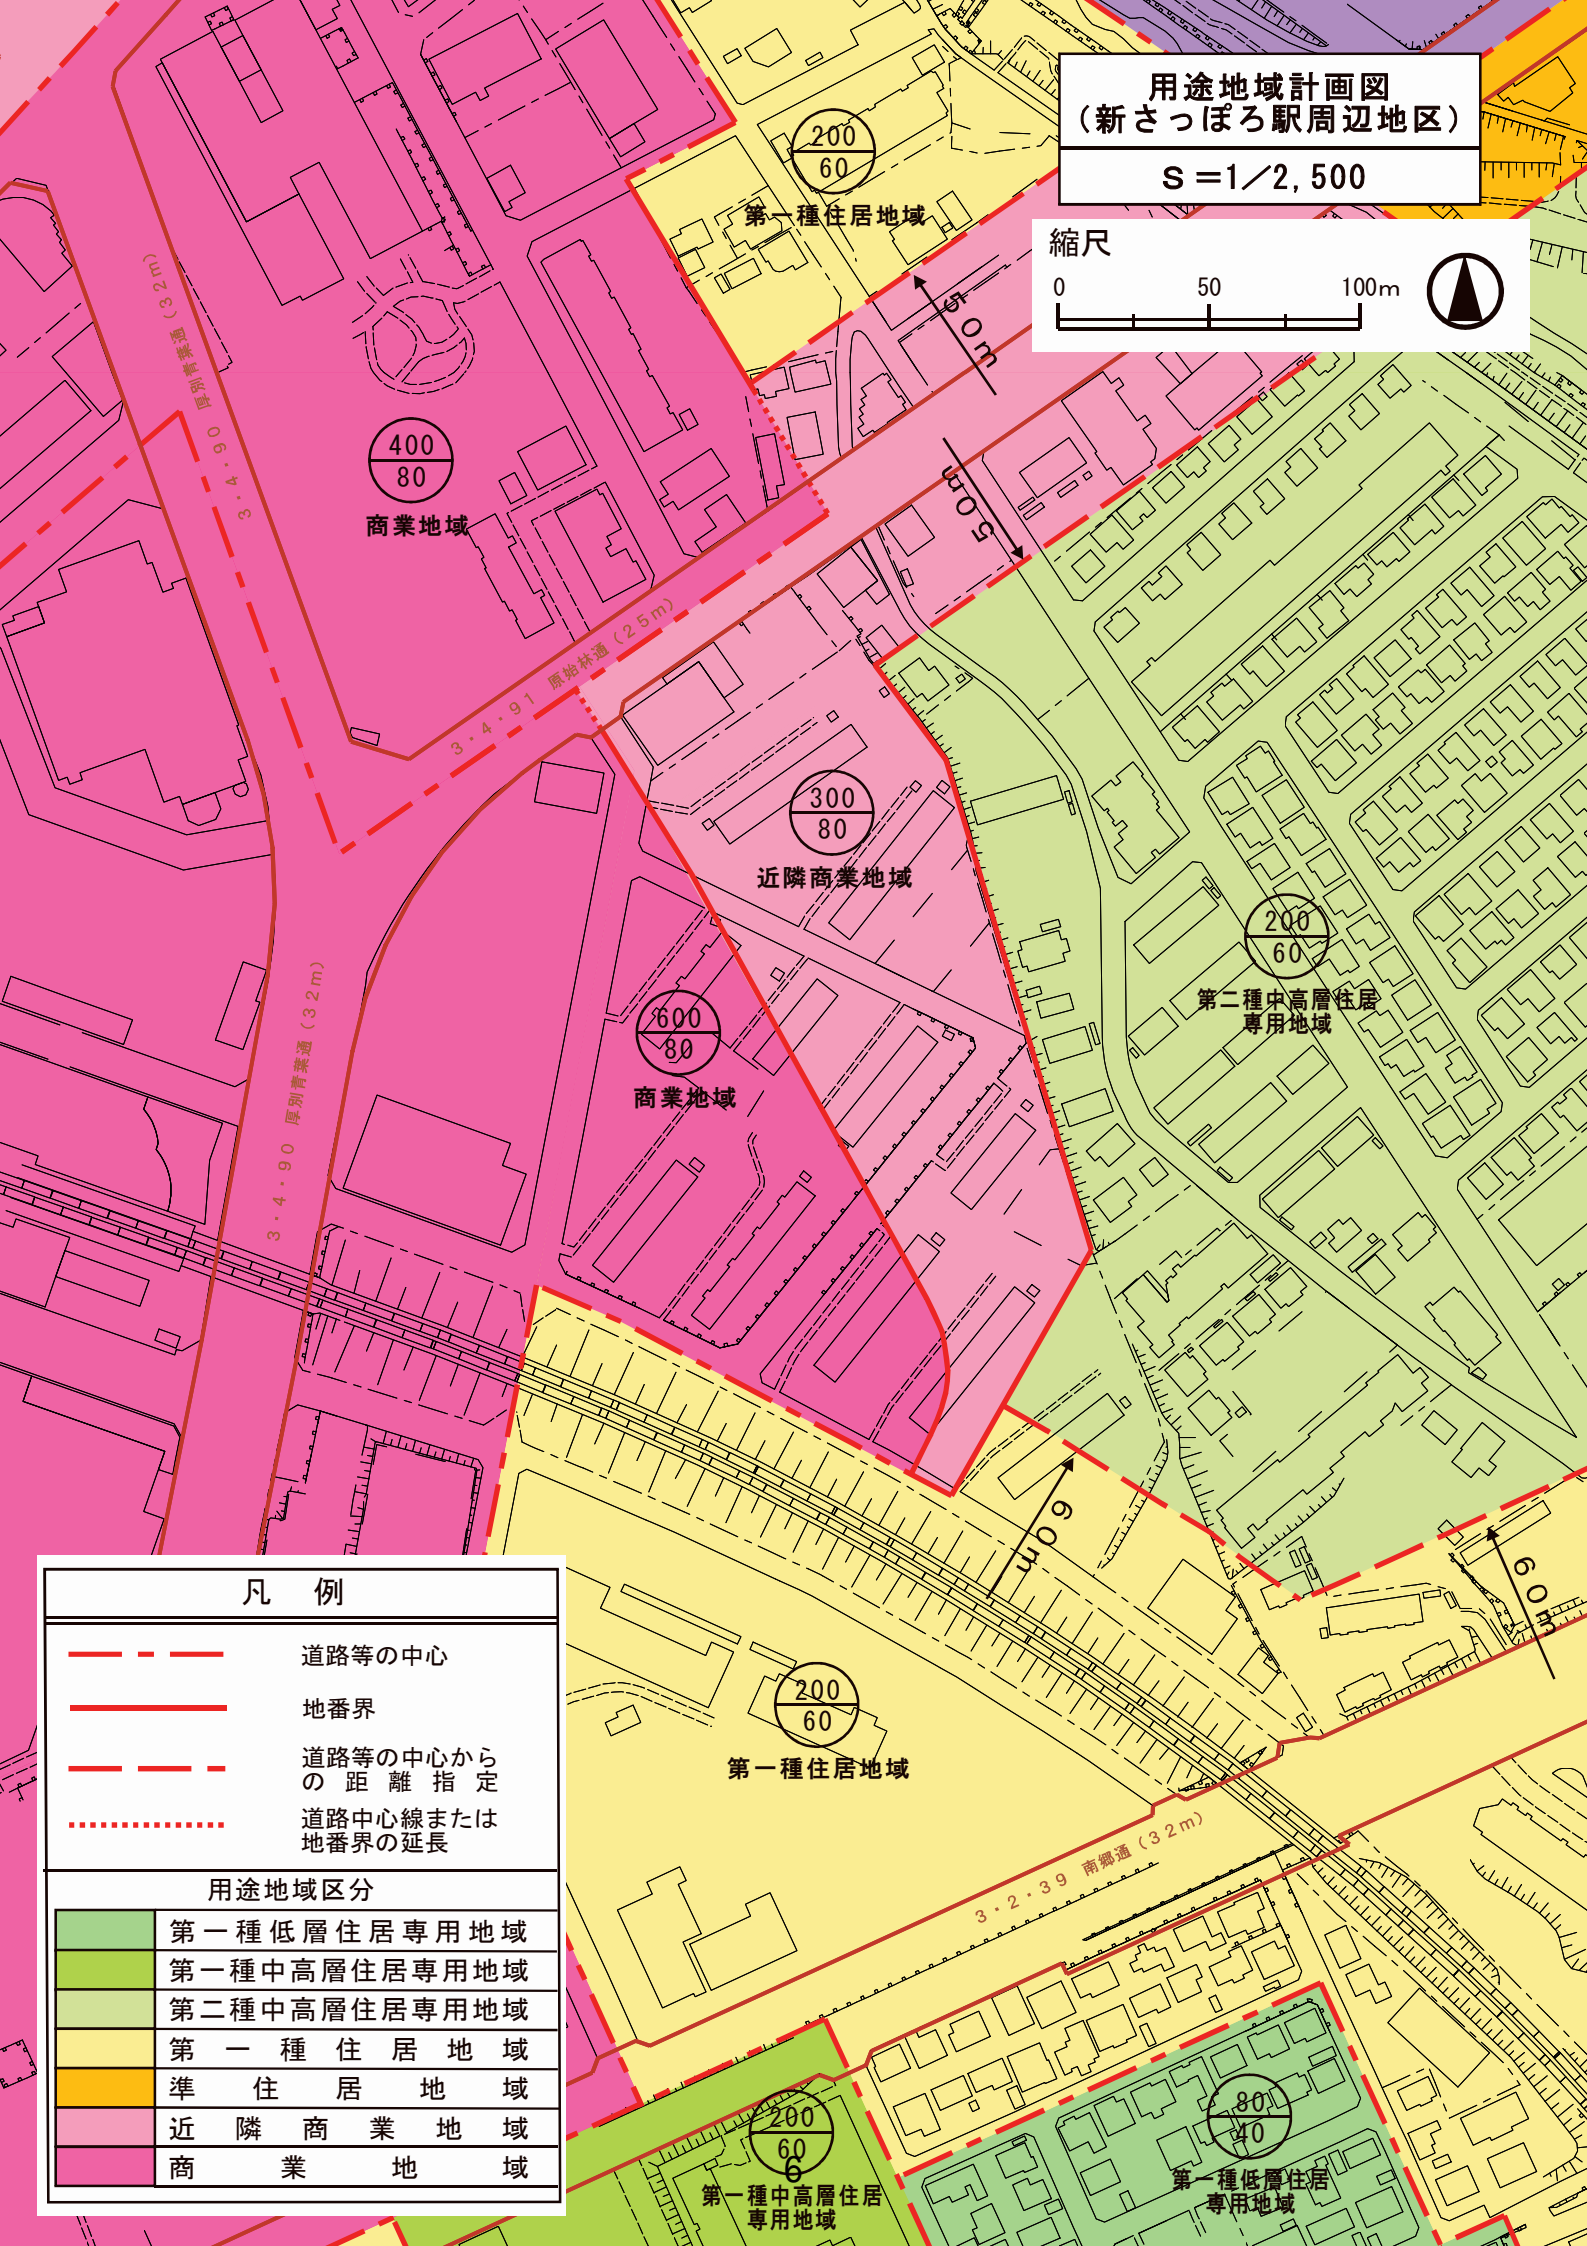 用途地域計画図
（新さっぽろ駅周辺地区）
S＝1／2,500
縮尺
0 50 100m
200
60
第一種住居地域
50m
50m
3・4・90 厚別青葉通（32m）
400
80
商業地域
3・4・91 原始林通（25m）
300
80
近隣商業地域
200
60
第二種中高層住居
専用地域
600
80
商業地域
3・4・90 厚別青葉通（32m）
60m
60m
200
60
第一種住居地域
3・2・39 南郷通（32m）
200
60
6
第一種中高層住居
専用地域
80
40
第一種低層住居
専用地域
凡 例
道路等の中心
地番界
道路等の中心から
の距離指定
道路中心線または
地番界の延長
用途地域区分
第一種低層住居専用地域
第一種中高層住居専用地域
第二種中高層住居専用地域
第一種住居地域
準住居地域
近隣商業地域
商業地域